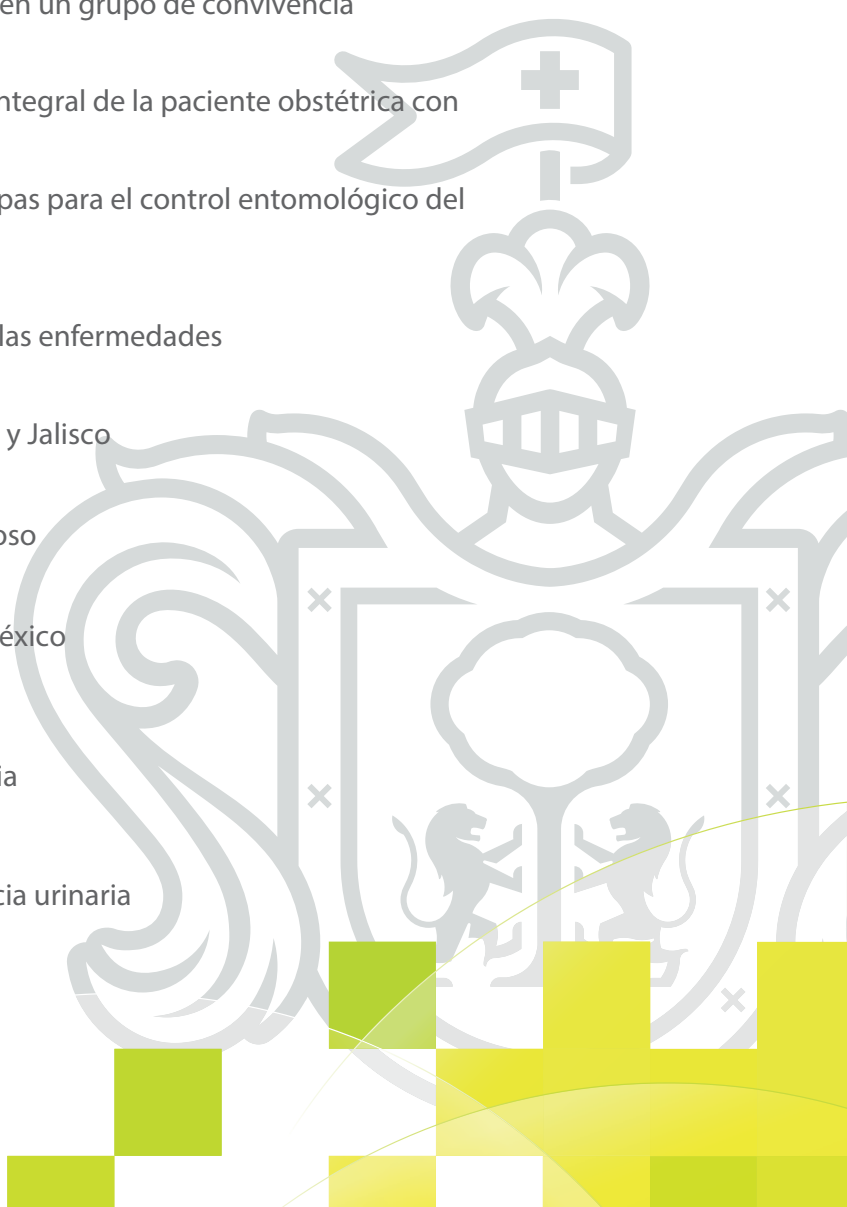 en un grupo de convivencia
ntegral de la paciente obstétrica con
pas para el control entomológico del
las enfermedades
y Jalisco
oso
éxico
ia
cia urinaria